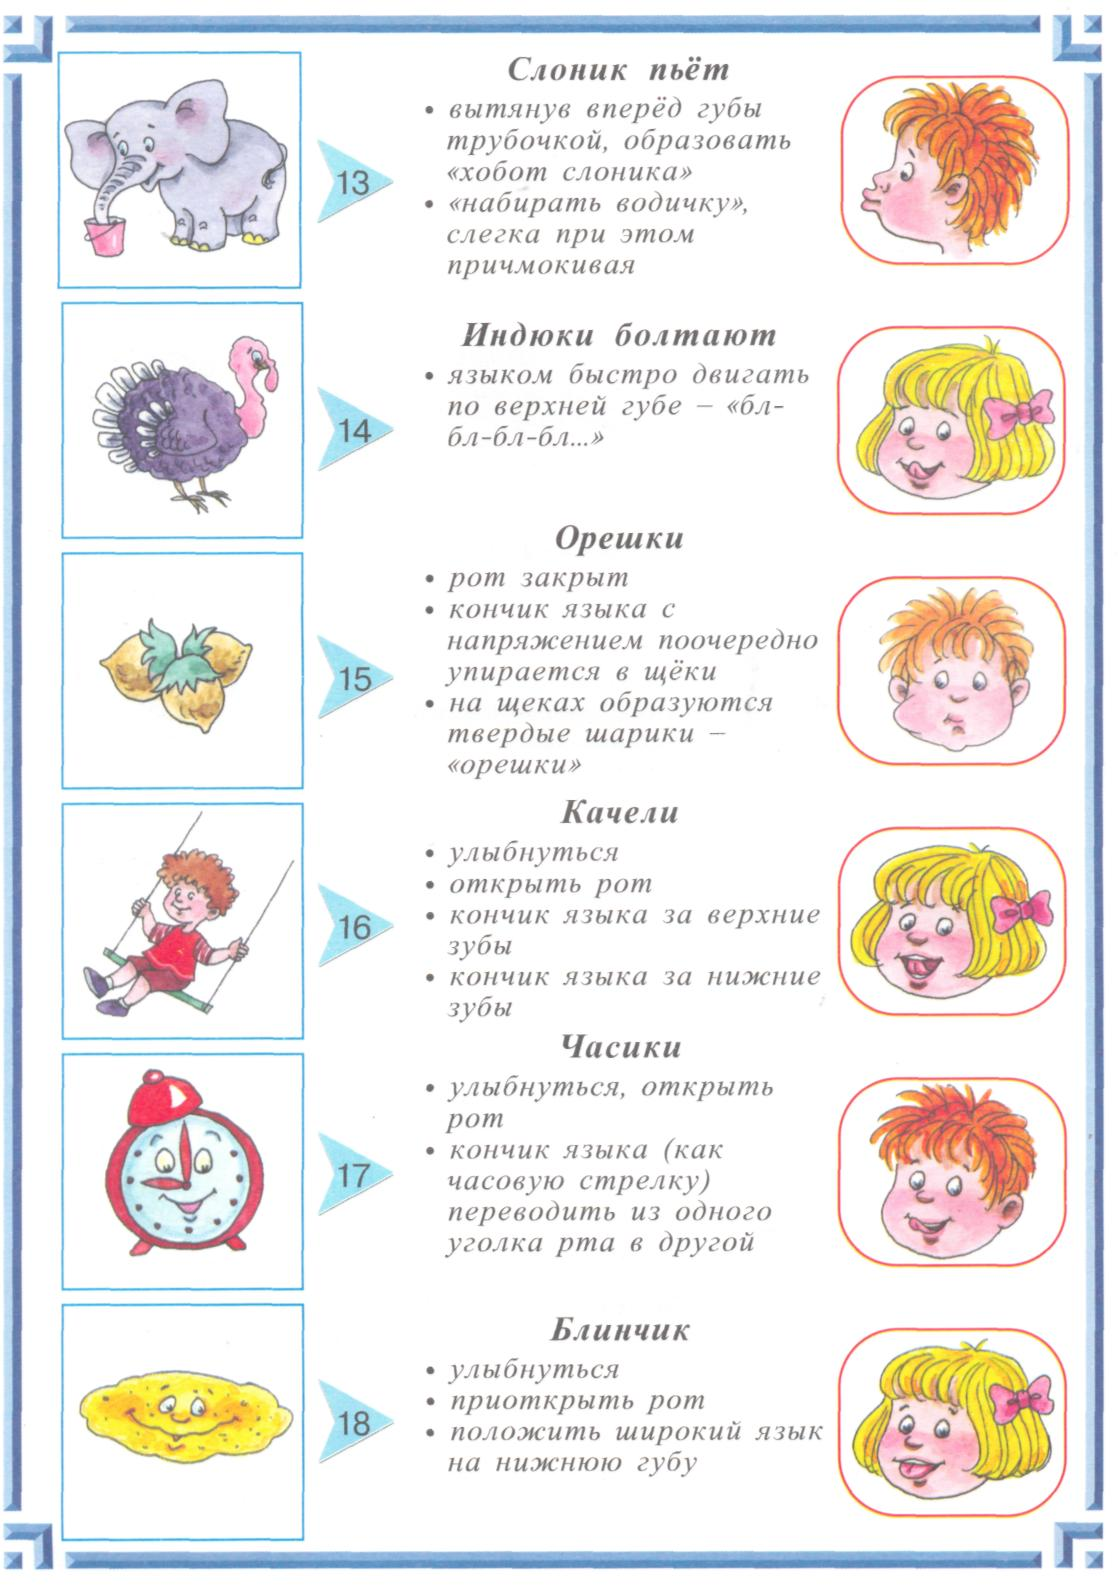 Слоник пьёт
• вытянув вперёд губы
трубочкой, образовать
«хобот слоника»
• «набирать водичку»,
слегка при этом
причмокивая
13
Индюки болтают
• языком быстро двигать
по верхней губе – «бл-
бл-бл-бл...»
14
Орешки
• рот закрыт
• кончик языка с
напряжением поочередно
упирается в щёки
• на щеках образуются
твердые шарики –
«орешки»
15
Качели
• улыбнуться
• открыть рот
• кончик языка за верхние
зубы
• кончик языка за нижние
зубы
16
Часики
• улыбнуться, открыть
рот
• кончик языка (как
часовую стрелку)
переводить из одного
уголка рта в другой
17
Блинчик
• улыбнуться
• приоткрыть рот
• положить широкий язык
на нижнюю губу
18